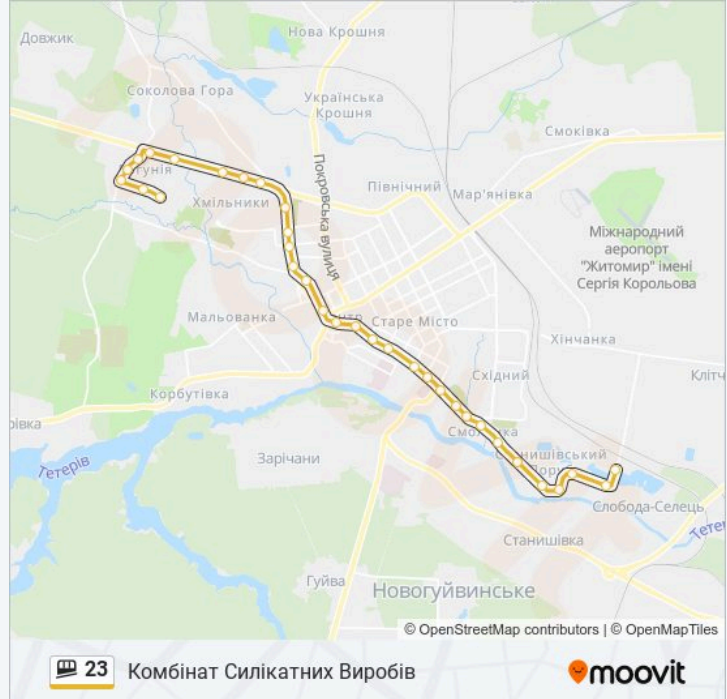 Довжик
Нова Крошня
Соколова Гора
Українська
Крошня
Смоківка
Покровська вулиця
Північний
Мар'янівка
Хмільники
Міжнародний
аеропорт
"Житомир" імені
Сергія Корольова
Мальованка
Старе Місто
Хінчанка
Східний
Корбутівка
Тетерів
Зарічани
Слобода-Селець
Станишівка
Гуйва
Новогуйвинське
© OpenStreetMap contributors | © OpenMapTiles
23 Комбінат Силікатних Виробів
moovit